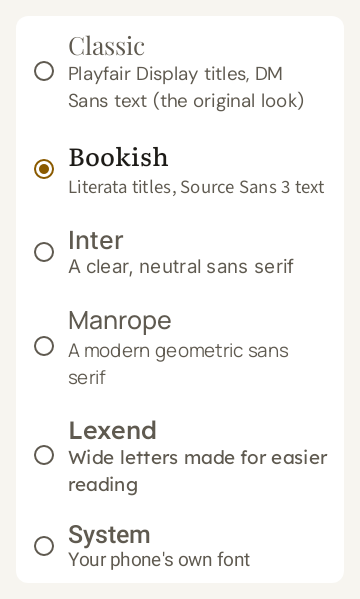 Classic
Playfair Display titles, DM
Sans text (the original look)
Bookish
Literata titles, Source Sans 3 text
Inter
A clear, neutral sans serif
Manrope
A modern geometric sans
serif
Lexend
Wide letters made for easier
reading
System
Your phone's own font